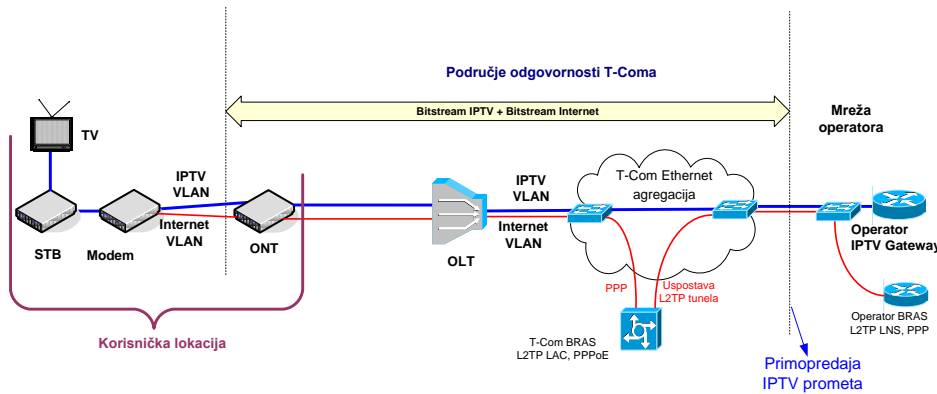 Područje odgovornosti T-Coma
Bitstream IPTV + Bitstream Internet
Mreža
operatora
TV
IPTV
VLAN
Internet
VLAN
STB
Modem
ONT
OLT
IPTV
VLAN
Internet
VLAN
T-Com Ethernet
agregacija
PPP
Uspostava
L2TP tunela
Operator
IPTV Gateway
T-Com BRAS
L2TP LAC, PPPoE
Operator BRAS
L2TP LNS, PPP
Korisnička lokacija
Primopredaja
IPTV prometa